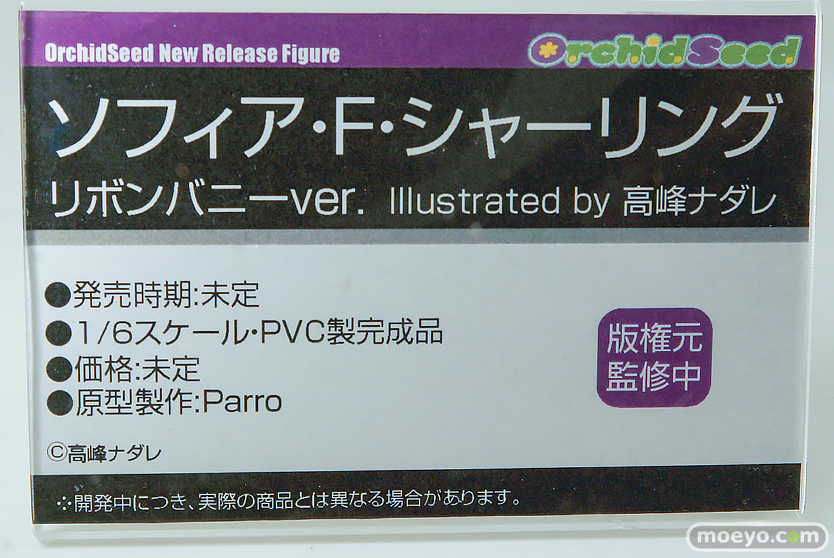 OrchidSeed New Release Figure
OrchidSeed
ソフィア・F・シャーリング
リボンバニーver. Illustrated by 高峰ナダレ
●発売時期:未定
●1/6スケール・PVC製完成品
●価格:未定
●原型製作:Parro
版権元
監修中
©高峰ナダレ
※開発中につき、実際の商品とは異なる場合があります。
moeyo.com